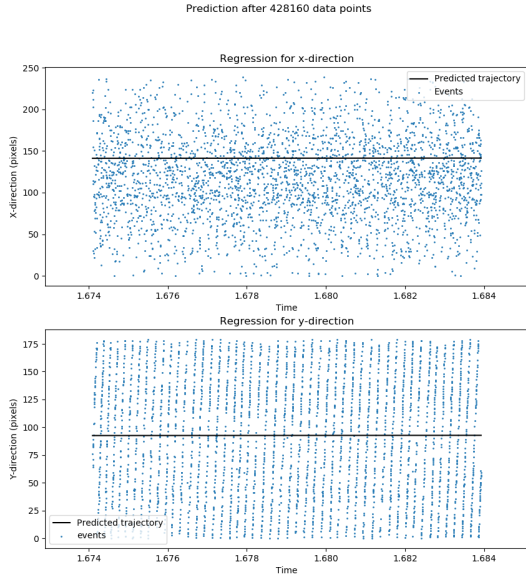 Prediction after 428160 data points
Regression for x-direction
250
200
150
100
50
0
X-direction (pixels)
Predicted trajectory
Events
1.674 1.676 1.678 1.680 1.682 1.684
Time
Regression for y-direction
175
150
125
100
75
50
25
0
Y-direction (pixels)
Predicted trajectory
events
1.674 1.676 1.678 1.680 1.682 1.684
Time